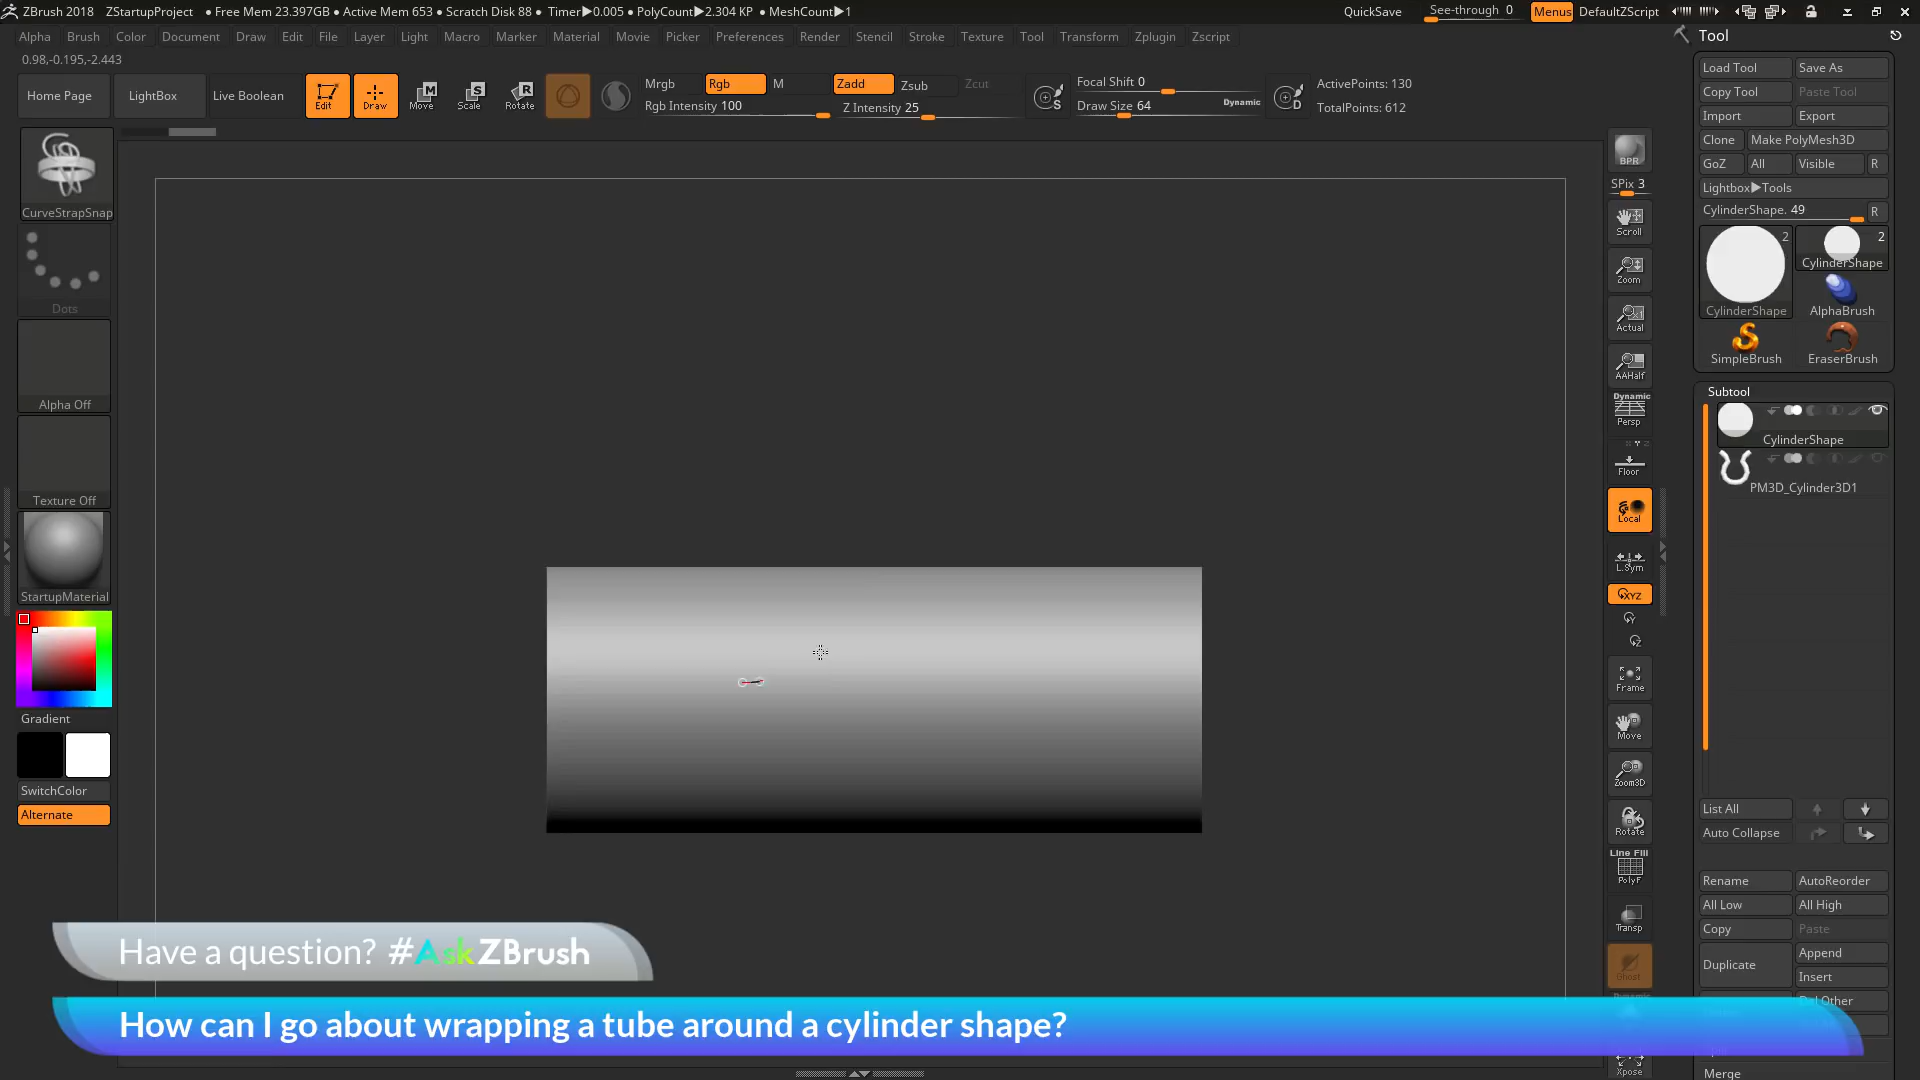 ZBrush 2018 ZStartupProject • Free Mem 23.397GB • Active Mem 653 • Scratch Disk 88 • Timer▶0.005 • PolyCount▶2.304 KP • MeshCount▶1 QuickSave See-through 0 Menus DefaultZScript
Alpha Brush Color Document Draw Edit File Layer Light Macro Marker Material Movie Picker Preferences Render Stencil Stroke Texture Tool Transform Zplugin Zscript
0.98,-0.195,-2.443
Home Page LightBox Live Boolean Edit Draw Move Scale Rotate
Mrgb Rgb M Zadd Zsub Zcut
Rgb Intensity 100 Z Intensity 25
Focal Shift 0
Draw Size 64 Dynamic
ActivePoints: 130
TotalPoints: 612
CurveStrapSnap
Dots
Alpha Off
Texture Off
StartupMaterial
Gradient
SwitchColor
Alternate
BPR
SPix 3
Scroll
Zoom
Actual
AAHalf
Dynamic
Persp
Floor
Local
L.Sym
XYZ
Y
Z
Frame
Move
Zoom3D
Rotate
Line Fill
PolyF
Transp
Ghost
Dynamic
Xpose
Tool
Load Tool Save As
Copy Tool Paste Tool
Import Export
Clone Make PolyMesh3D
GoZ All Visible R
Lightbox▶Tools
CylinderShape. 49 R
2 2
CylinderShape
CylinderShape AlphaBrush
SimpleBrush EraserBrush
Subtool
CylinderShape
PM3D_Cylinder3D1
List All
Auto Collapse
Rename AutoReorder
All Low All High
Copy Paste
Duplicate Append
Insert
Del Other
Merge
Have a question? #AskZBrush
How can I go about wrapping a tube around a cylinder shape?